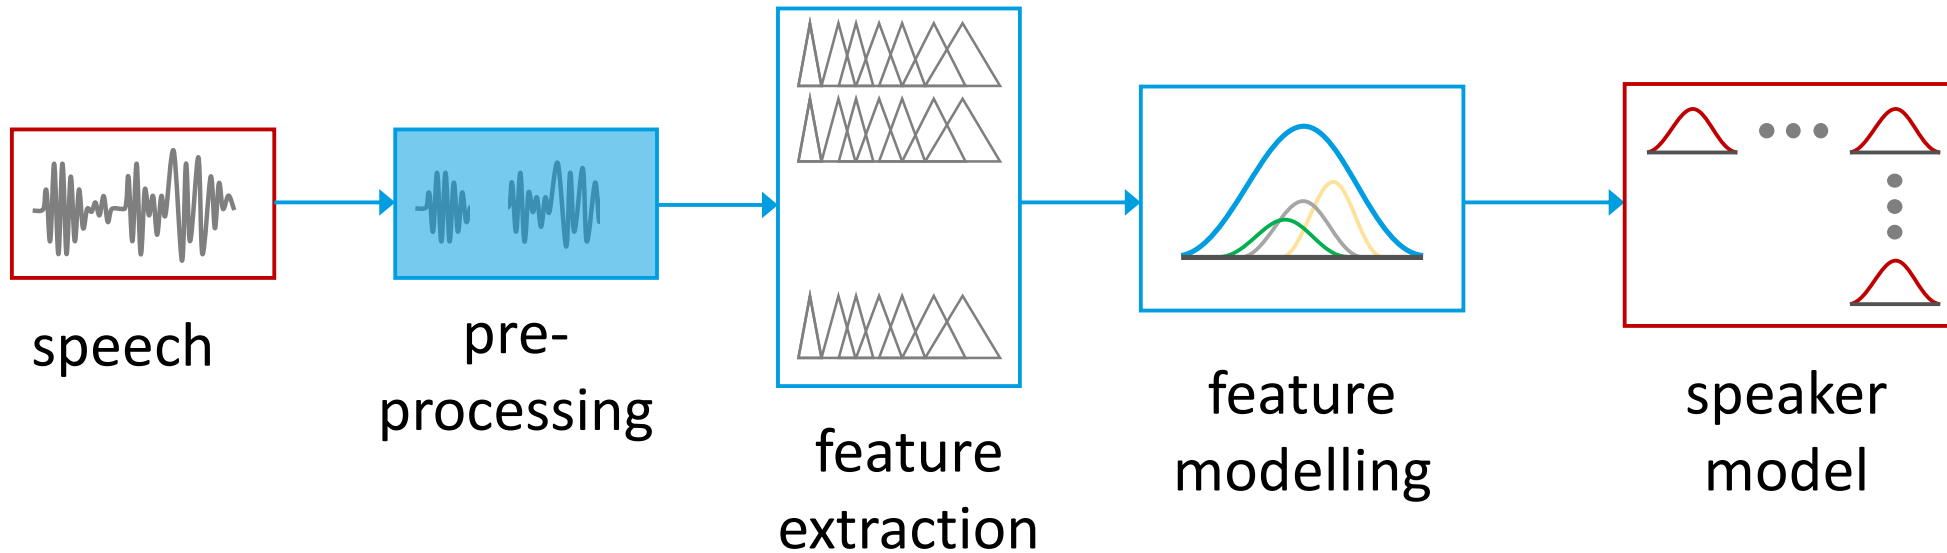 speech
pre-
processing
feature
extraction
feature
modelling
speaker
model